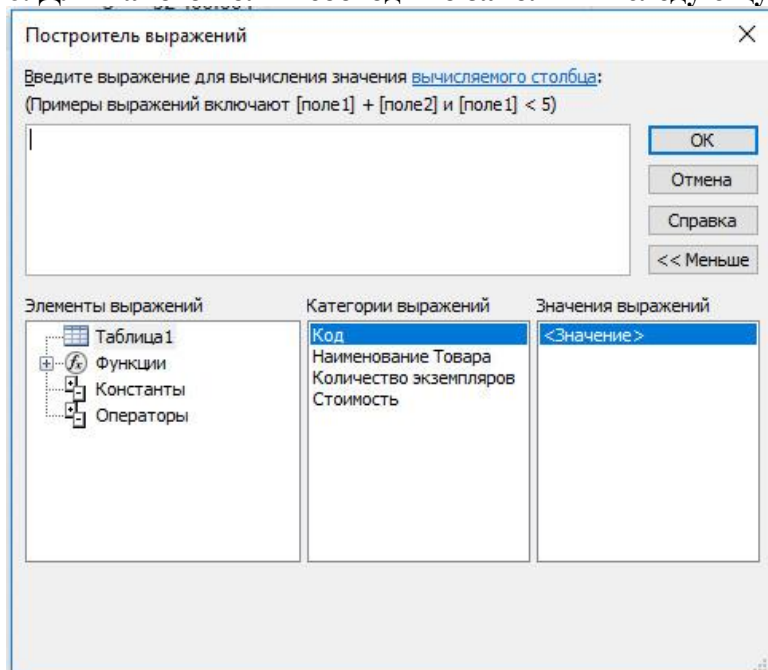 Построитель выражений
Введите выражение для вычисления значения вычисляемого столбца:
(Примеры выражений включают [поле1] + [поле2] и [поле1] < 5)
ОК
Отмена
Справка
<< Меньше
Элементы выражений
Категории выражений
Значения выражений
Таблица1
Функции
Константы
Операторы
Код
Наименование Товара
Количество экземпляров
Стоимость
<Значение>